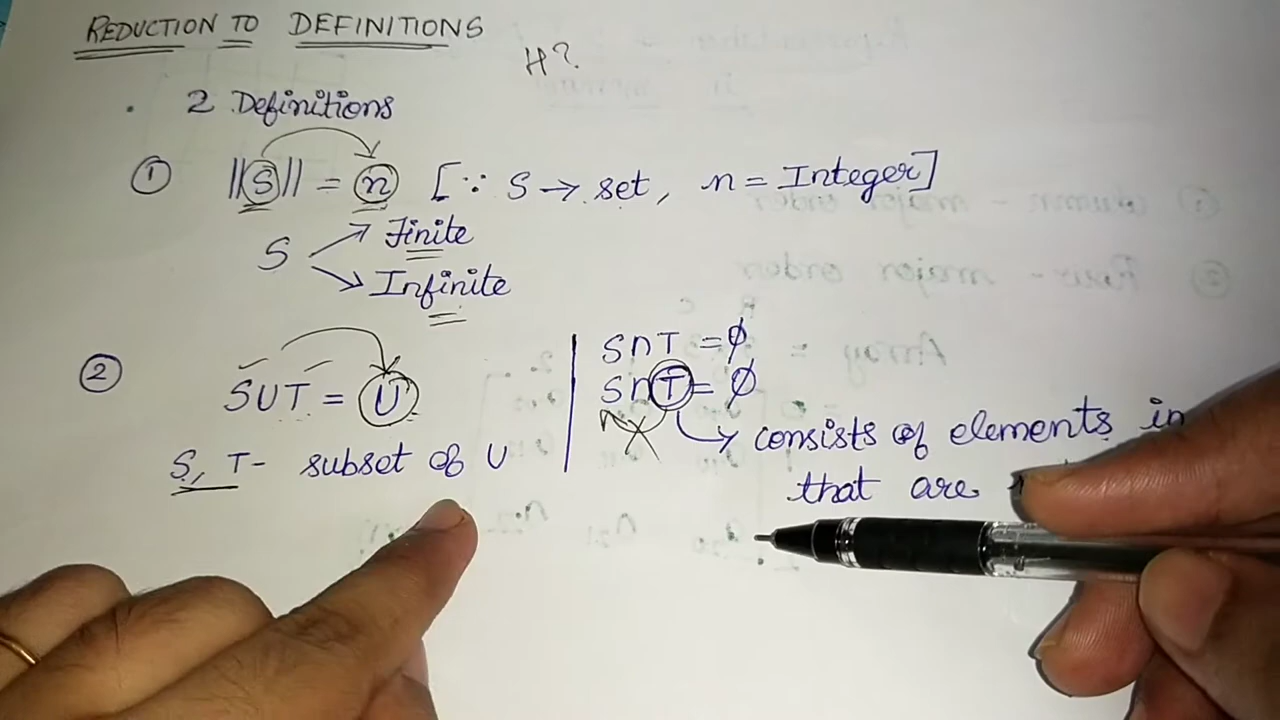 REDUCTION TO DEFINITIONS
H?
. 2 Definitions
① ||S|| = n [∵ S → set, n = Integer]
S → Finite
→ Infinite
② SUT = U
S, T - subset of U
S∩T = ϕ
S∩T = ∅
→ consists of elements in
that are